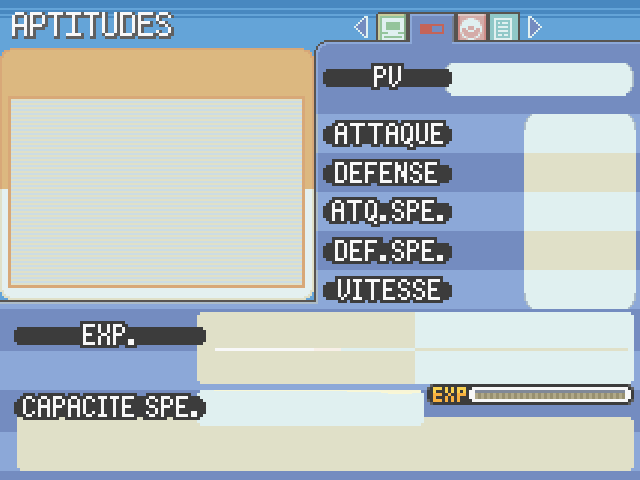 APTITUDES
PV
ATTAQUE
DEFENSE
ATQ.SPE.
DEF.SPE.
VITESSE
EXP.
EXP
CAPACITE SPE.